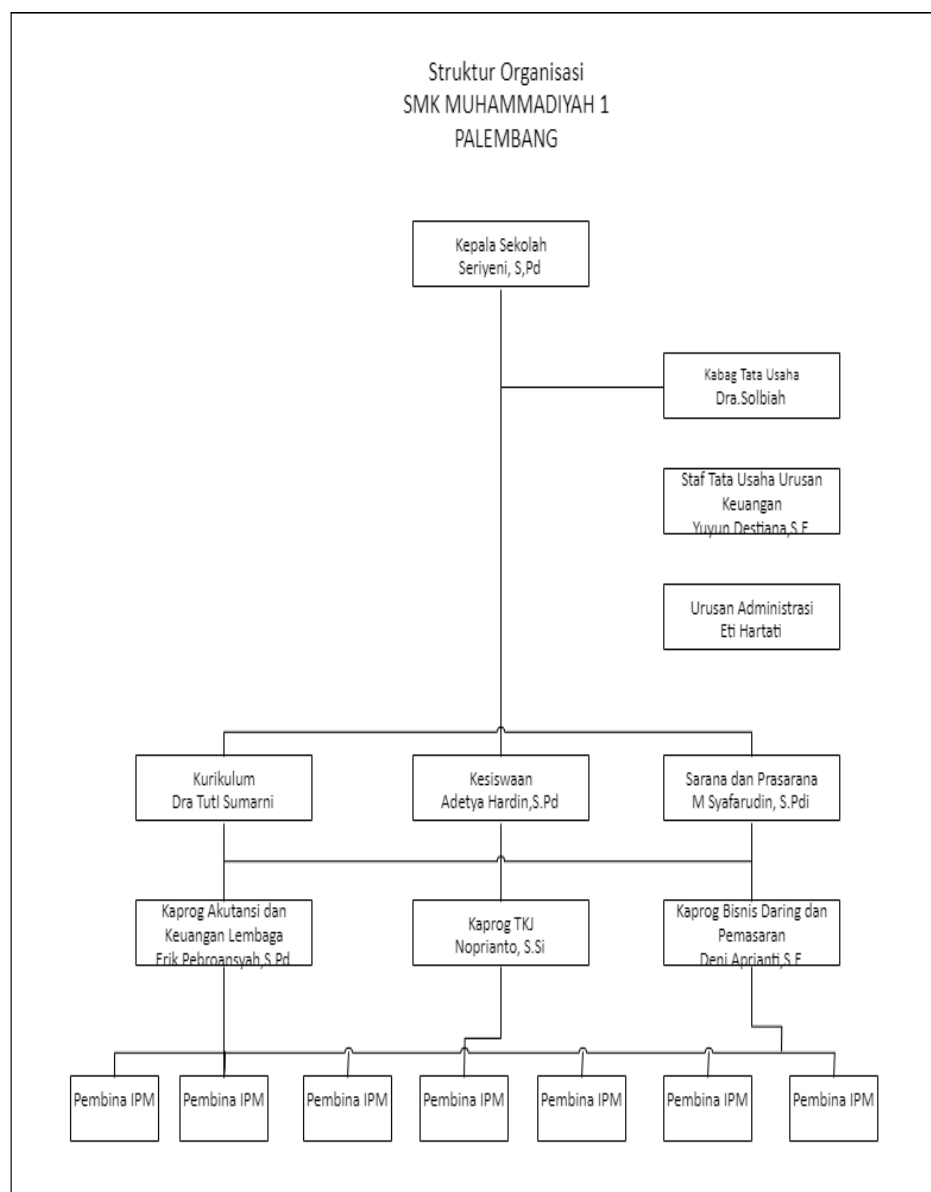 Struktur Organisasi
SMK MUHAMMADIYAH 1
PALEMBANG
Kepala Sekolah
Seriyeni, S,Pd
Kabag Tata Usaha
Dra.Solbiah
Staf Tata Usaha Urusan
Keuangan
Yuyun Destiana,S.E
Urusan Administrasi
Eti Hartati
Kurikulum
Dra TutI Sumarni
Kesiswaan
Adetya Hardin,S.Pd
Sarana dan Prasarana
M Syafarudin, S.Pdi
Kaprog Akutansi dan
Keuangan Lembaga
Erik Pebroansyah,S.Pd
Kaprog TKJ
Noprianto, S.Si
Kaprog Bisnis Daring dan
Pemasaran
Deni Aprianti,S.E
Pembina IPM
Pembina IPM
Pembina IPM
Pembina IPM
Pembina IPM
Pembina IPM
Pembina IPM